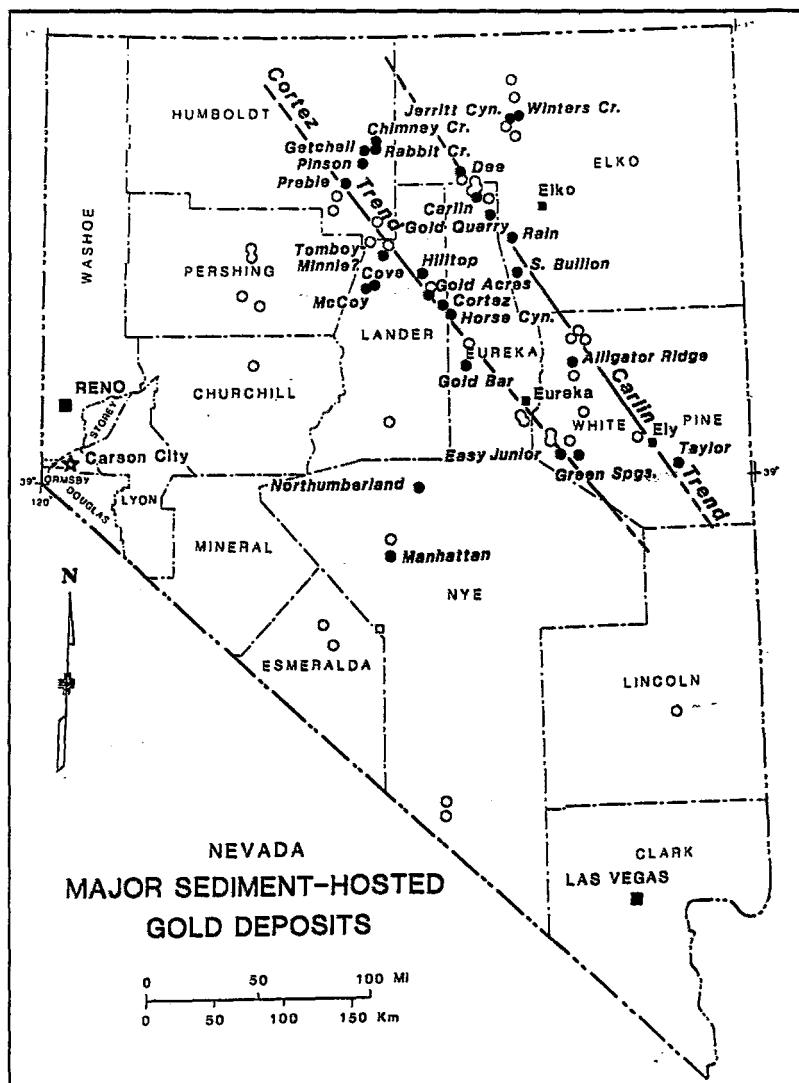 Cortez
Trend
HUMBOLDT
Jerritt Cyn.
Winters Cr.
Chimney Cr.
Getchell
Rabbit Cr.
Pinson
Preble
Dee
ELKO
Elko
Carlin
Gold Quarry
Rain
WASHOE
PERSHING
Tomboy
Minnie?
Hilltop
S. Bullion
Cove
McCoy
Gold Acres
Cortez
Horse Cyn.
LANDER
EUREKA
Alligator Ridge
Gold Bar
CHURCHILL
RENO
STOREY
Eureka
Carlin
Trend
WHITE PINE
Ely
Taylor
Carson City
Easy Junior
Green Spgs.
ORMSBY
39°
39°
120°
DOUGLAS
LYON
Northumberland
MINERAL
Manhattan
N
NYE
ESMERALDA
LINCOLN
NEVADA
MAJOR SEDIMENT-HOSTED
GOLD DEPOSITS
CLARK
LAS VEGAS
0 50 100 MI
0 50 100 150 Km